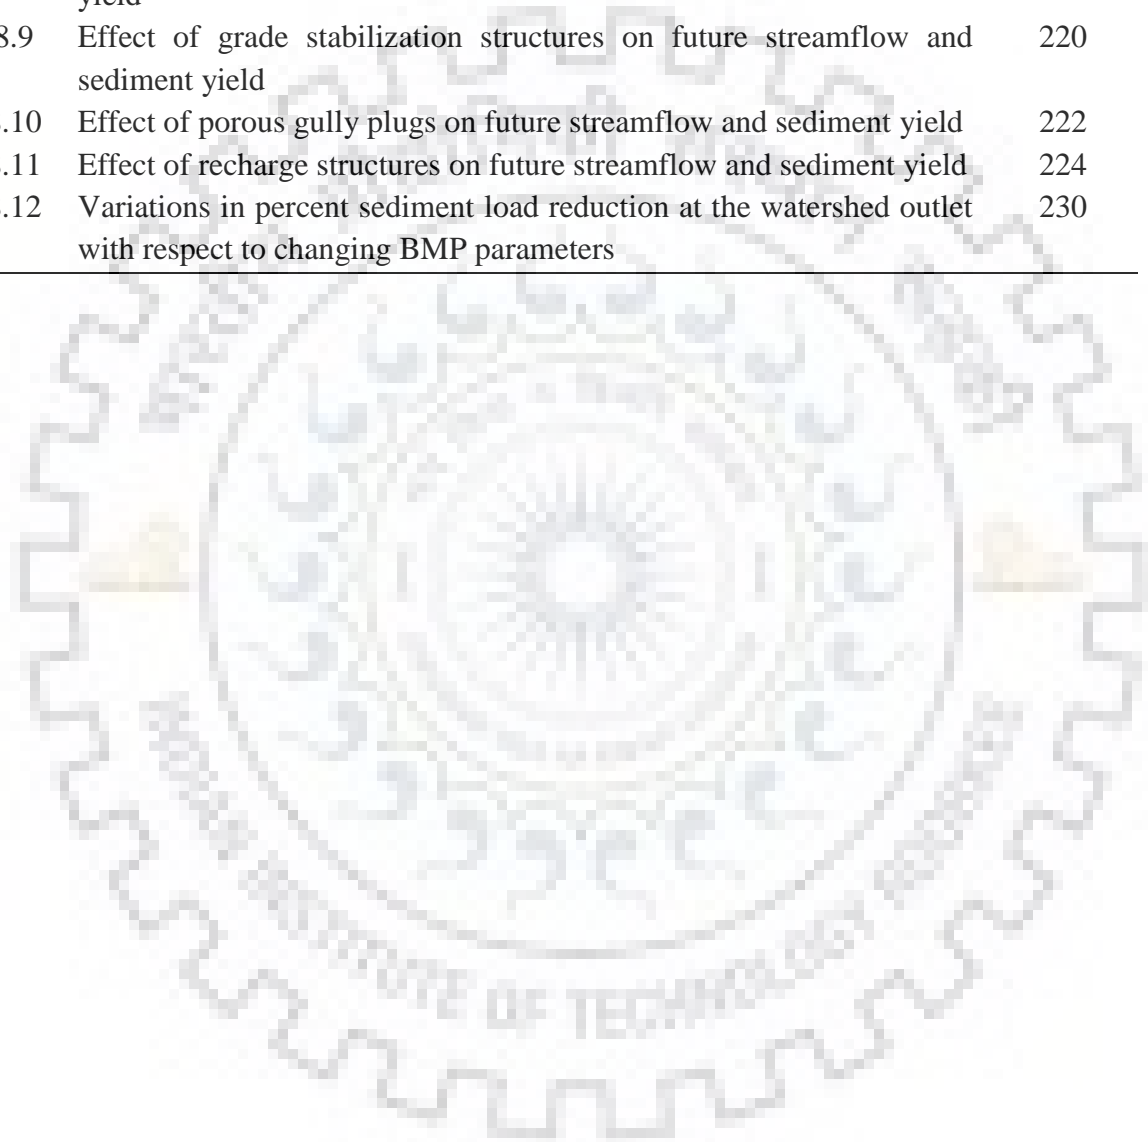 yield
8.9 Effect of grade stabilization structures on future streamflow and 220
sediment yield
.10 Effect of porous gully plugs on future streamflow and sediment yield 222
.11 Effect of recharge structures on future streamflow and sediment yield 224
.12 Variations in percent sediment load reduction at the watershed outlet 230
with respect to changing BMP parameters
INSTITUTE OF TECHNOLOGY